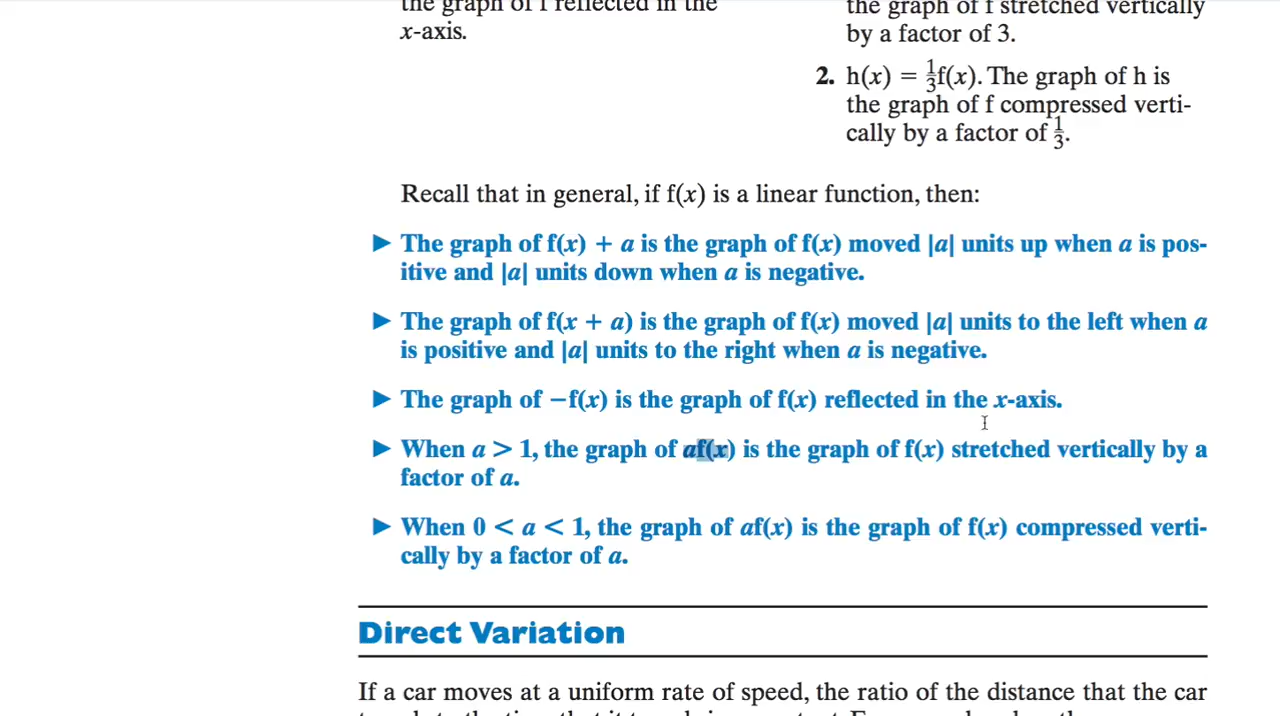 the graph of f reflected in the
x-axis.
the graph of f stretched vertically
by a factor of 3.
2. h(x) = 1/3 f(x). The graph of h is
the graph of f compressed verti-
cally by a factor of 1/3.
Recall that in general, if f(x) is a linear function, then:
▶ The graph of f(x) + a is the graph of f(x) moved |a| units up when a is pos-
itive and |a| units down when a is negative.
▶ The graph of f(x + a) is the graph of f(x) moved |a| units to the left when a
is positive and |a| units to the right when a is negative.
▶ The graph of −f(x) is the graph of f(x) reflected in the x-axis.
▶ When a > 1, the graph of af(x) is the graph of f(x) stretched vertically by a
factor of a.
▶ When 0 < a < 1, the graph of af(x) is the graph of f(x) compressed verti-
cally by a factor of a.
Direct Variation
If a car moves at a uniform rate of speed, the ratio of the distance that the car